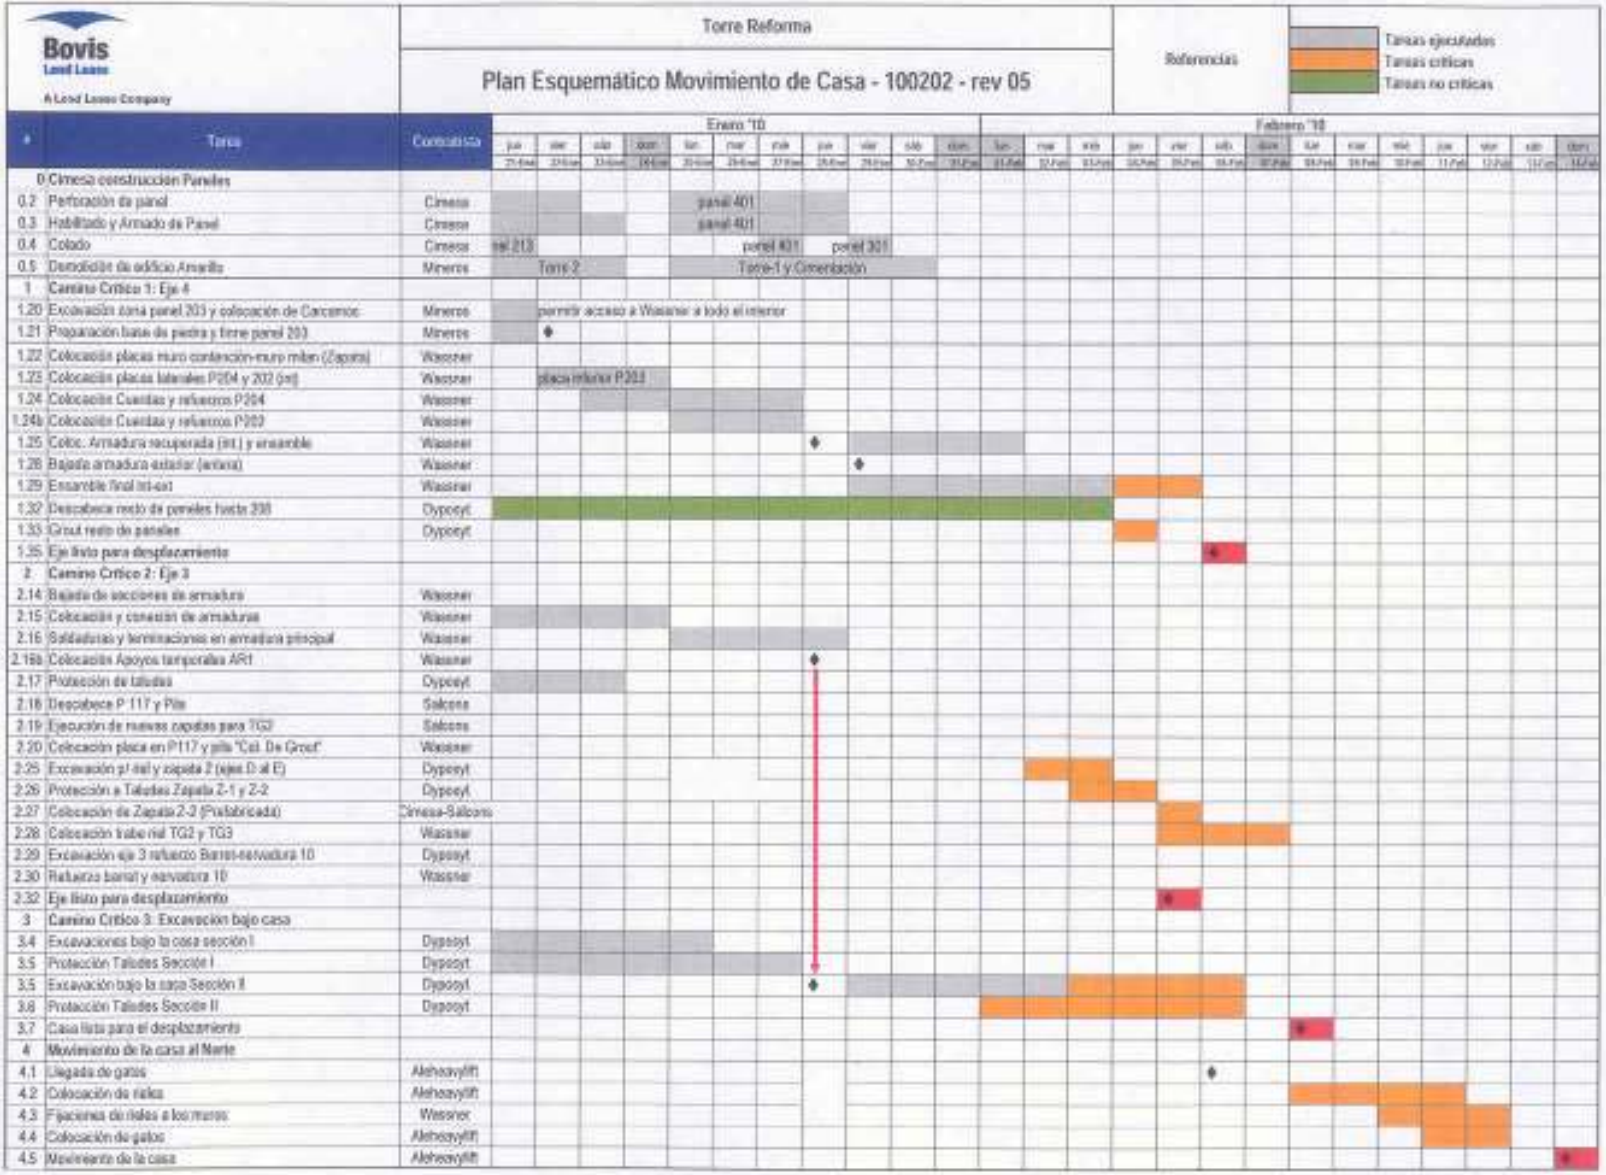 Bovis
Lend Lease
A Lend Lease Company
Torre Reforma
Plan Esquemático Movimiento de Casa - 100202 - rev 05
Referencias
Tareas ejecutadas
Tareas críticas
Tareas no críticas
# Tarea Contratista
Enero '10 Febrero '10
0 Cimesa construcción Paneles
0.2 Perforación de panel Cimesa panel 401
0.3 Habilitado y Armado de Panel Cimesa panel 401
0.4 Colado Cimesa nel 213 panel 401 panel 301
0.5 Demolición de edificio Amarillo Mineros Torre 2 Torre-1 y Cimentación
1 Camino Crítico 1: Eje 4
1.20 Excavación zona panel 203 y colocación de Carcamos Mineros permitir acceso a Wassner a todo el interior
1.21 Preparación base de piedra y firme panel 203 Mineros
1.22 Colocación placas muro contención-muro milan (Zapata) Wassner
1.23 Colocación placas laterales P204 y 202 (int) Wassner placa inferior P203
1.24 Colocación Cuerdas y refuerzos P204 Wassner
1.24b Colocación Cuerdas y refuerzos P202 Wassner
1.25 Coloc. Armadura recuperada (int.) y ensamble Wassner
1.28 Bajada armadura exterior (entera) Wassner
1.29 Ensamble final int-ext Wassner
1.32 Descabece resto de paneles hasta 208 Dyposyt
1.33 Grout resto de paneles Dyposyt
1.35 Eje listo para desplazamiento
2 Camino Crítico 2: Eje 3
2.14 Bajada de secciones de armadura Wassner
2.15 Colocación y conexión de armaduras Wassner
2.16 Soldaduras y terminaciones en armadura principal Wassner
2.16b Colocación Apoyos temporales AR1 Wassner
2.17 Protección de taludes Dyposyt
2.18 Descabece P 117 y Pila Salcons
2.19 Ejecución de nuevas zapatas para TG2 Salcons
2.20 Colocación placa en P117 y pila "Col. De Grout" Wassner
2.25 Excavación p/ riel y zapata 2 (ejes D al E) Dyposyt
2.26 Protección a Taludes Zapata Z-1 y Z-2 Dyposyt
2.27 Colocación de Zapata Z-2 (Prefabricada) Cimesa-Salcons
2.28 Colocación trabe riel TG2 y TG3 Wassner
2.29 Excavación eje 3 refuerzo Barret-nervadura 10 Dyposyt
2.30 Refuerzo barret y nervadura 10 Wassner
2.32 Eje listo para desplazamiento
3 Camino Crítico 3: Excavación bajo casa
3.4 Excavaciones bajo la casa sección I Dyposyt
3.5 Protección Taludes Sección I Dyposyt
3.5 Excavación bajo la casa Sección II Dyposyt
3.6 Protección Taludes Sección II Dyposyt
3.7 Casa lista para el desplazamiento
4 Movimiento de la casa al Norte
4.1 Llegada de gatos Aleheavylift
4.2 Colocación de rieles Aleheavylift
4.3 Fijaciones de rieles a los muros Wassner
4.4 Colocación de gatos Aleheavylift
4.5 Movimiento de la casa Aleheavylift